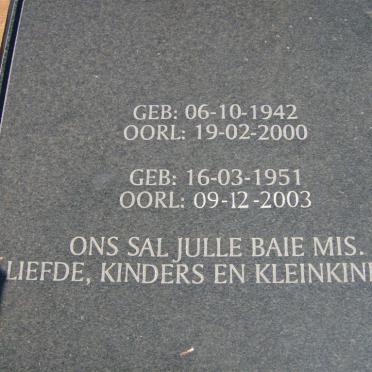 GEB: 06-10-1942
OORL: 19-02-2000
GEB: 16-03-1951
OORL: 09-12-2003
ONS SAL JULLE BAIE MIS.
LIEFDE, KINDERS EN